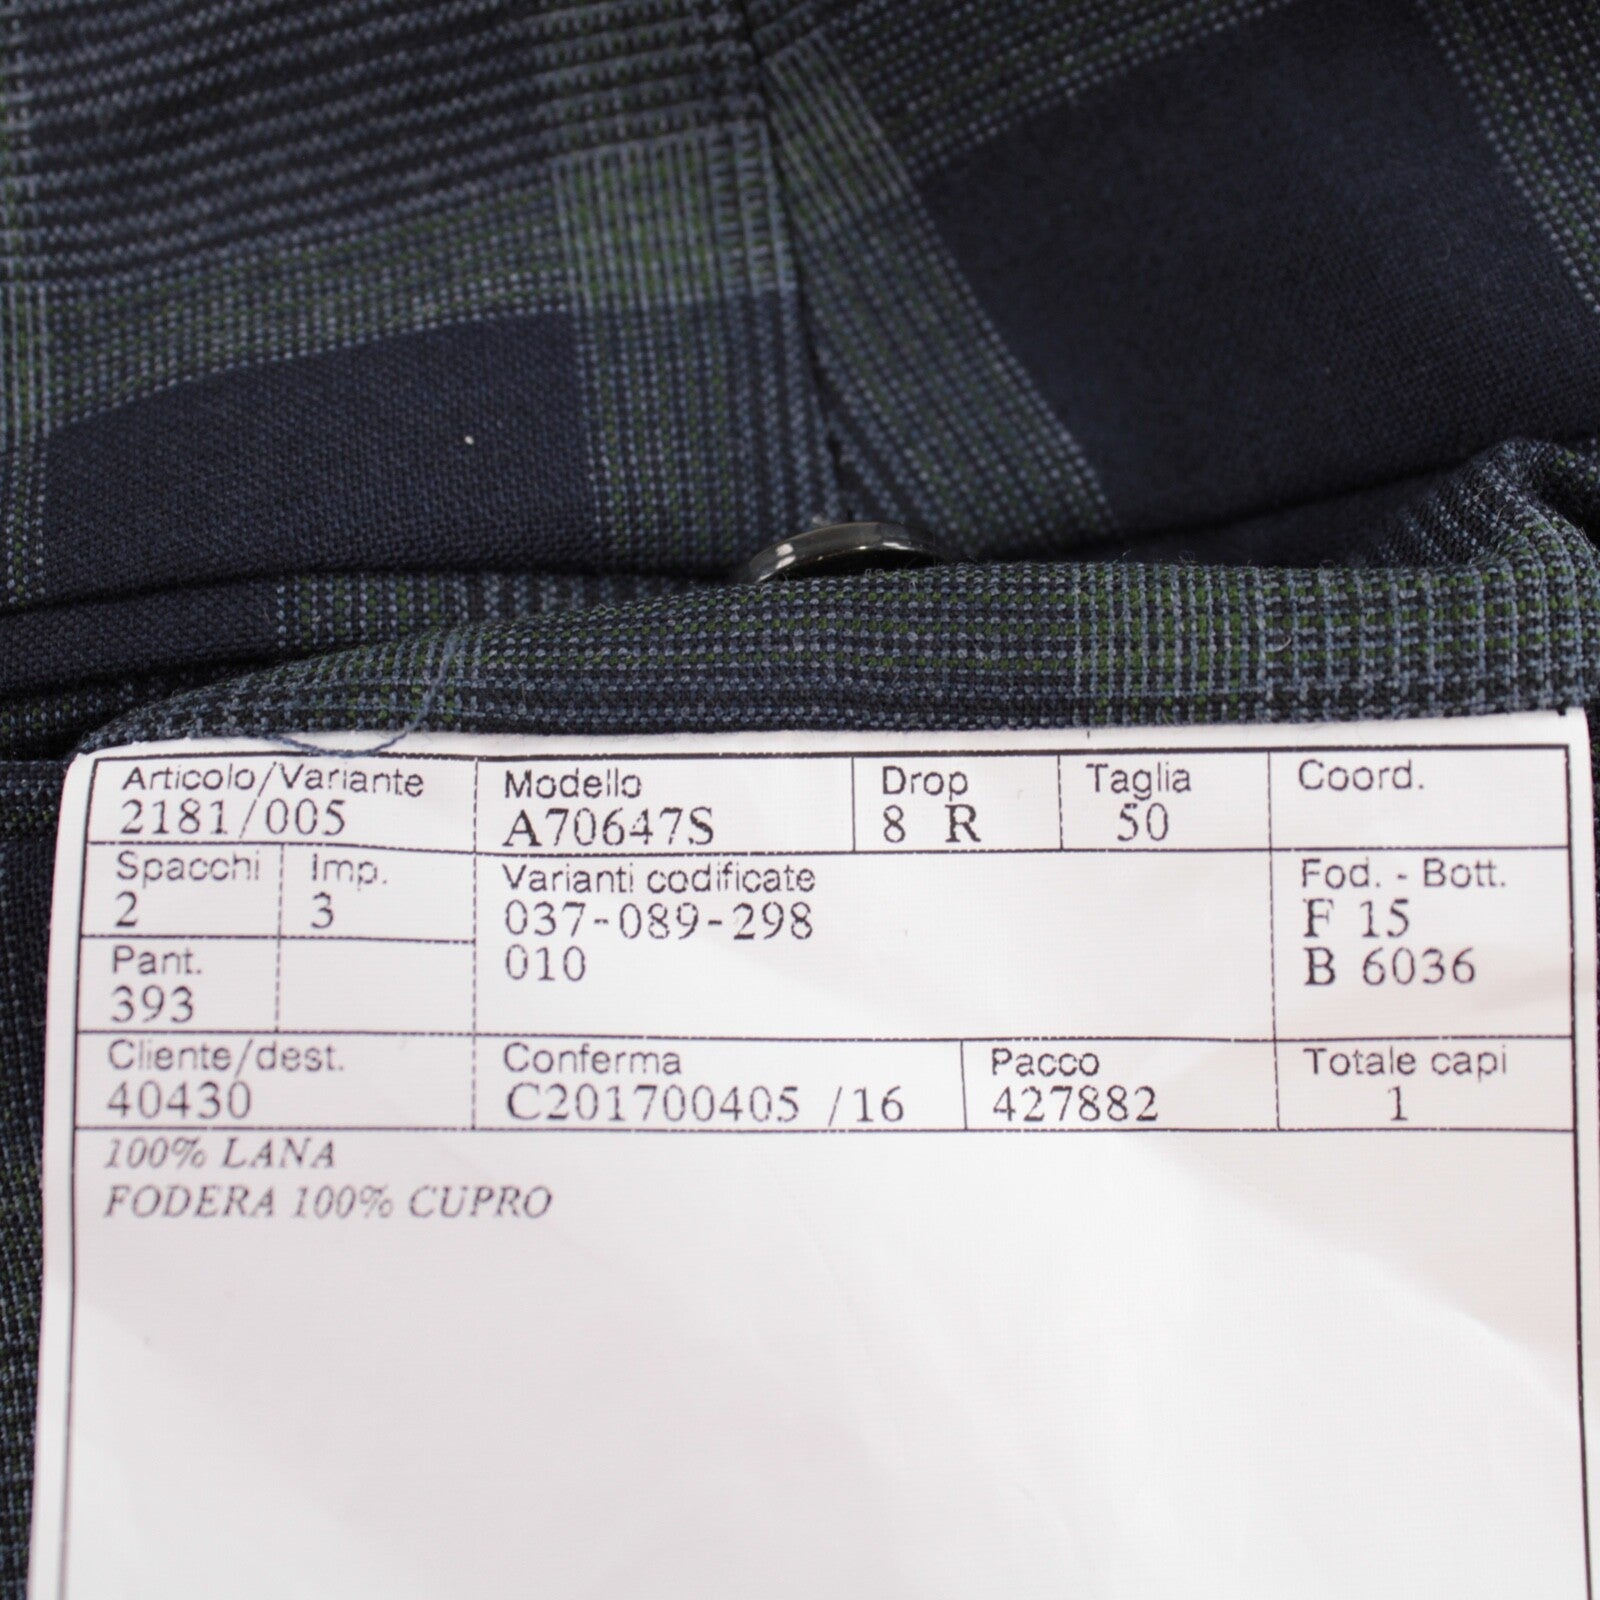 Articolo/Variante Modello Drop Taglia Coord.
2181/005 A70647S 8 R 50
Spacchi Imp. Varianti codificate Fod. - Bott.
2 3 037-089-298 F 15
Pant. 010 B 6036
393
Cliente/dest. Conferma Pacco Totale capi
40430 C201700405 /16 427882 1
100% LANA
FODERA 100% CUPRO